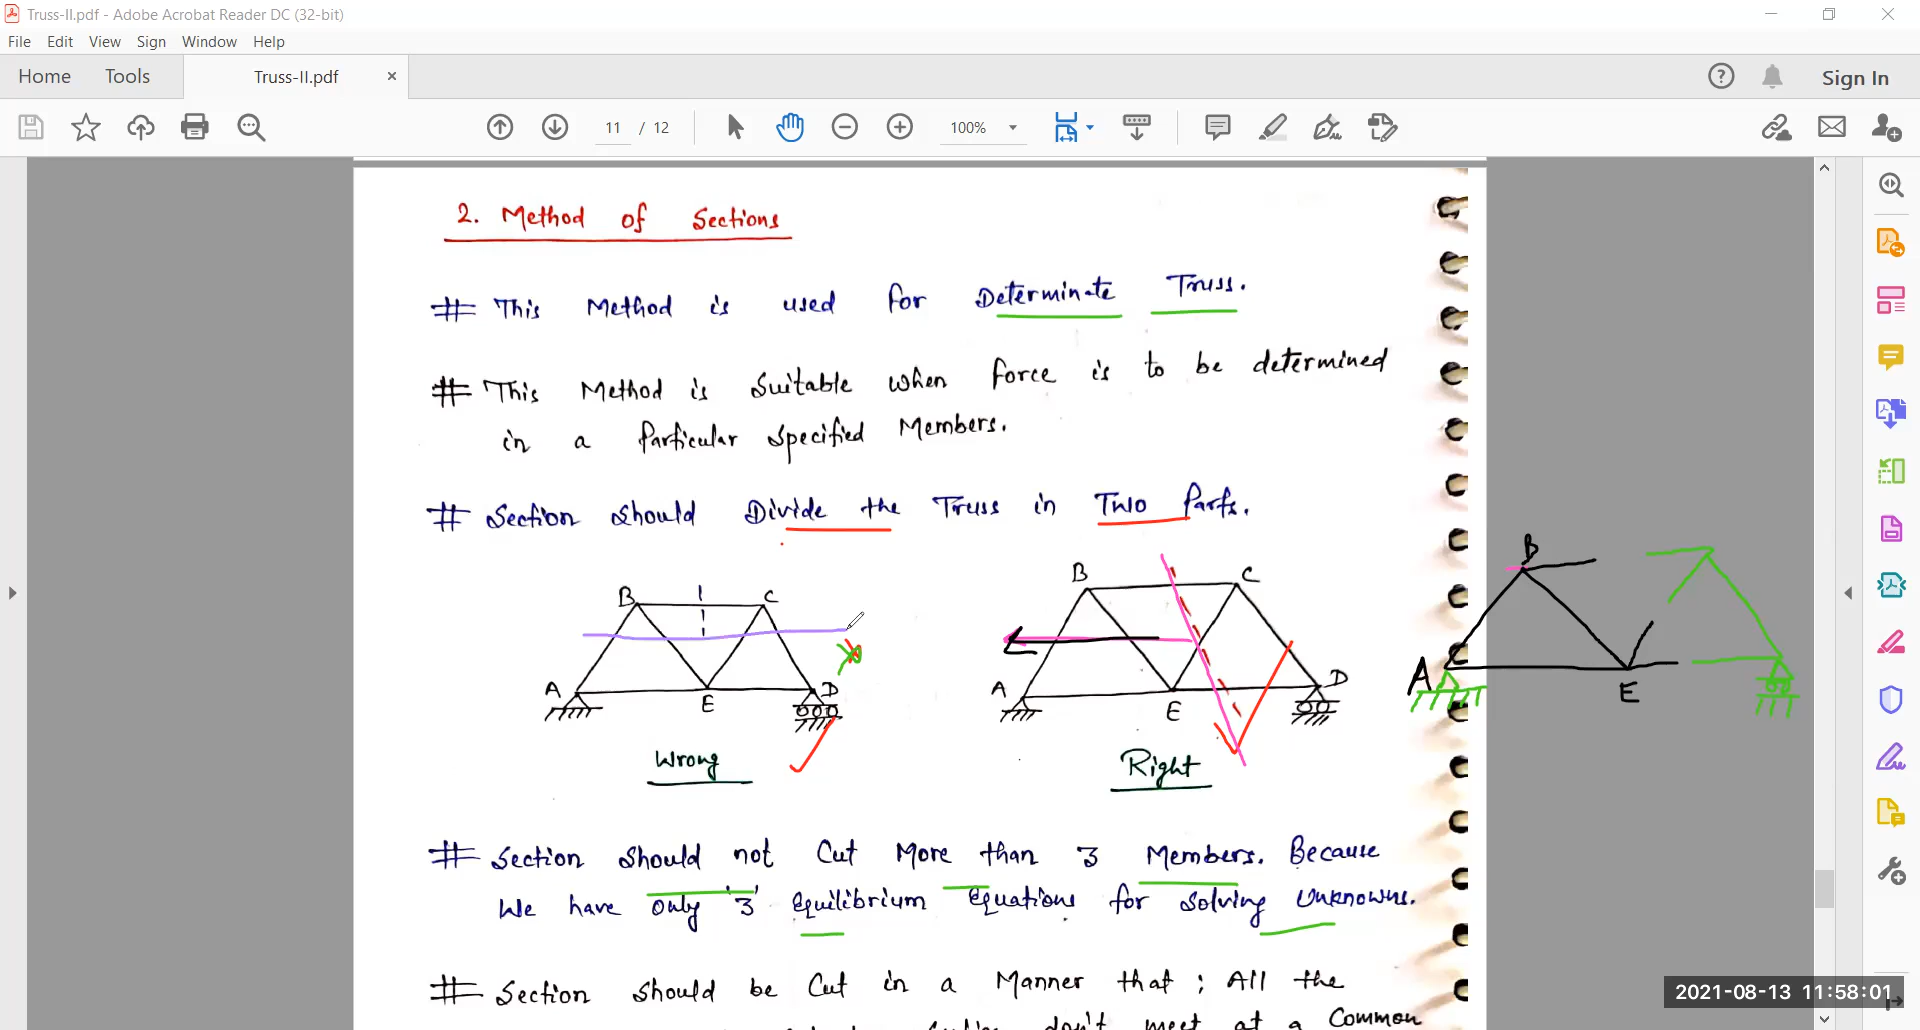 Truss-II.pdf - Adobe Acrobat Reader DC (32-bit)
File Edit View Sign Window Help
Home Tools Truss-II.pdf × Sign In
11 / 12 100%
2. Method of Sections
# This Method is used for Determinate Truss.
# This Method is Suitable when force is to be determined
in a Particular Specified Members.
# Section Should Divide the Truss in Two Parts.
B C
A E D
Wrong
B C
A E D
Right
B
A E
# Section Should not Cut More than 3 Members. Because
We have only '3' Equilibrium Equations for Solving Unknowns.
# Section Should be Cut in a Manner that ; All the
don't meet at a Common
2021-08-13 11:58:01